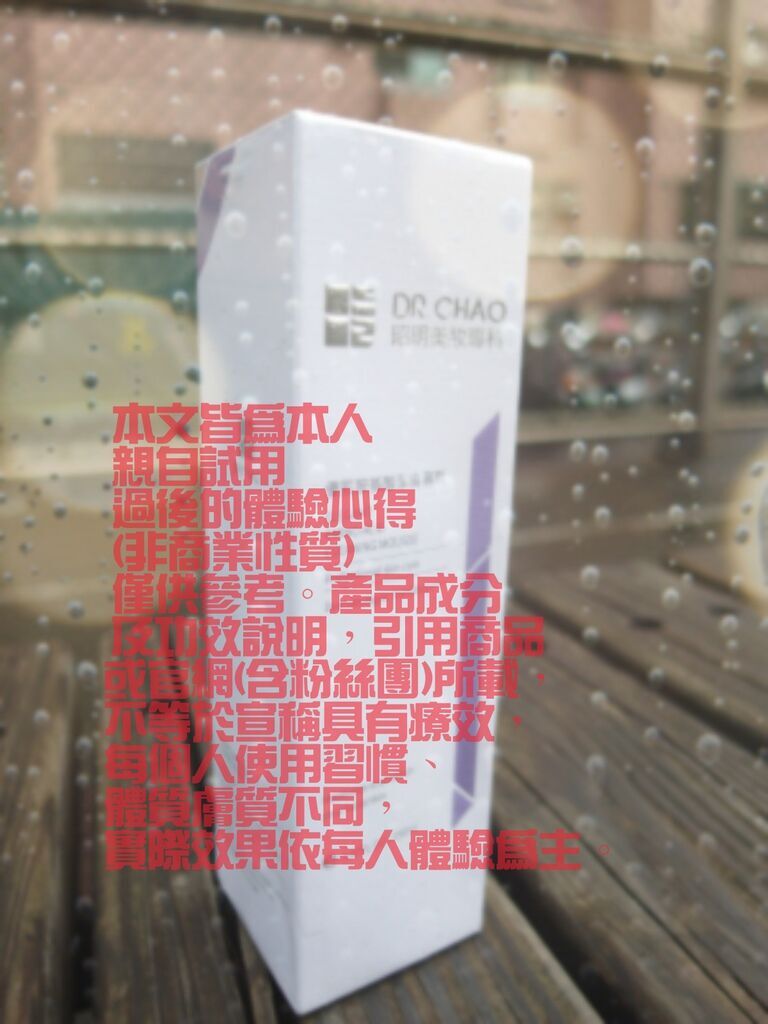 DR CHAO
昭明美妝專科
本文皆為本人
親自試用
過後的體驗心得
(非商業性質)
僅供參考。產品成分
及功效說明，引用商品
或官網(含粉絲團)所載，
不等於宣稱具有療效，
每個人使用習慣、
體質膚質不同，
實際效果依每人體驗為主。